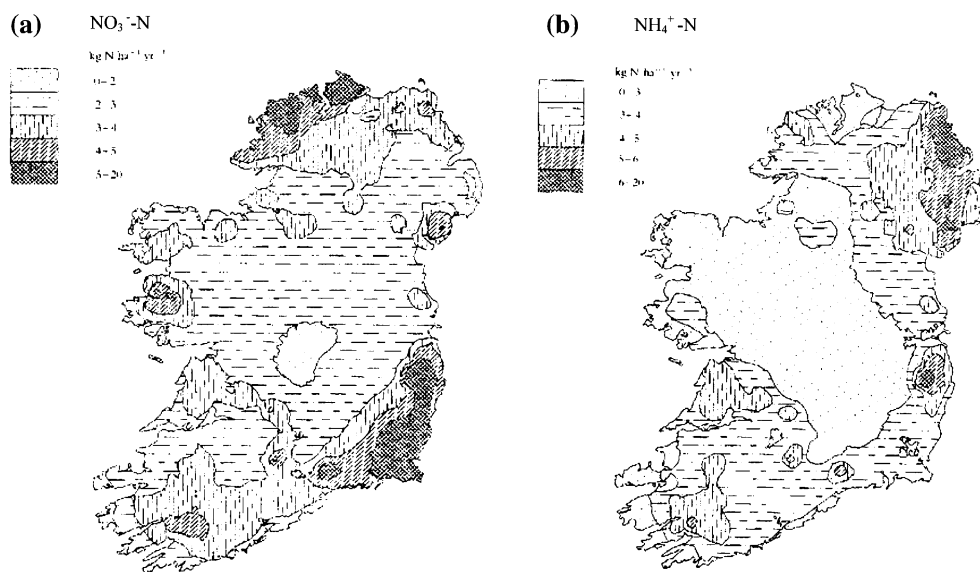 (a) NO₃⁻-N
kg N ha⁻¹ yr⁻¹
0–2
2–3
3–4
4–5
5–20
(b) NH₄⁺-N
kg N ha⁻¹ yr⁻¹
0–3
3–4
4–5
5–6
6–20